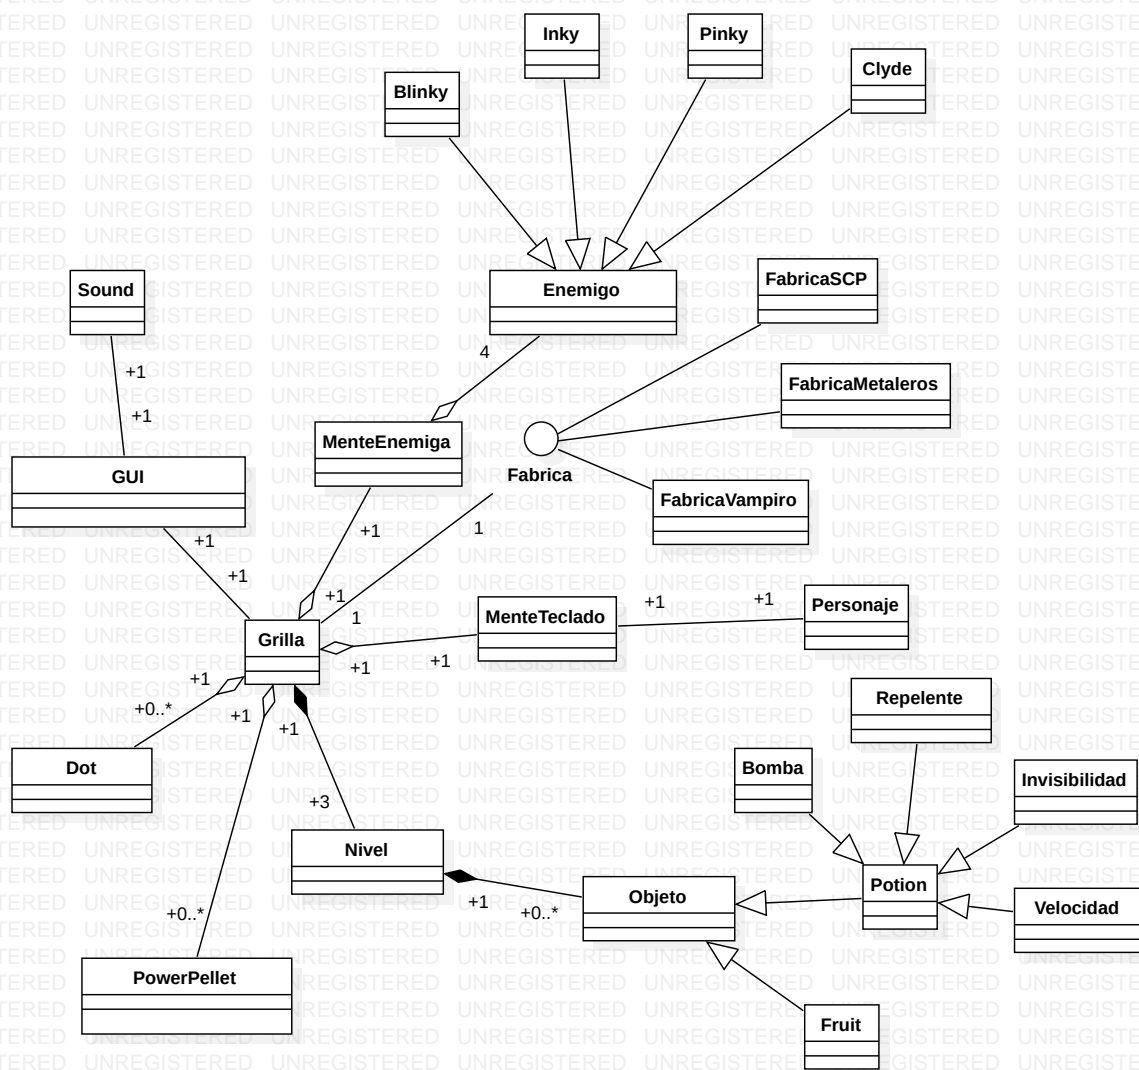 Inky
Pinky
Clyde
Blinky
Sound
Enemigo
FabricaSCP
4
+1
FabricaMetaleros
+1
MenteEnemiga
GUI
Fabrica
FabricaVampiro
+1
1
+1
+1
+1
1
MenteTeclado
+1
+1
Personaje
Grilla
+1
+1
+1
+0..*
+1
+1
Repelente
Dot
Bomba
Invisibilidad
+3
Nivel
Potion
+1
Objeto
+0..*
Velocidad
+0..*
PowerPellet
Fruit
UNREGISTERED